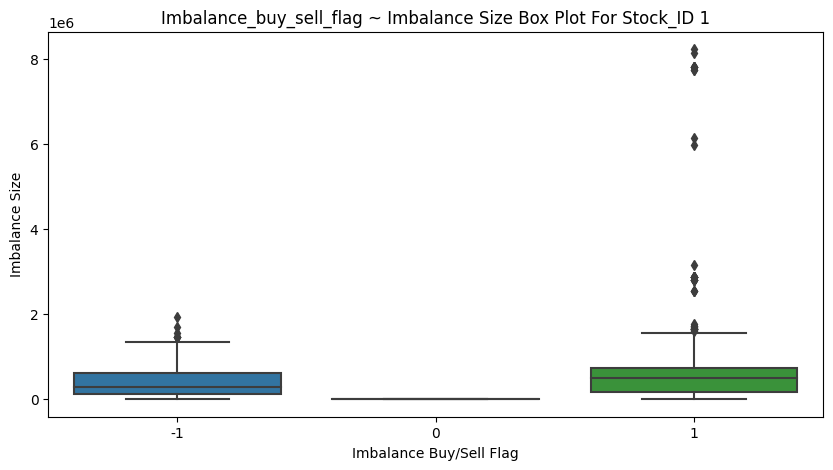 Imbalance_buy_sell_flag ~ Imbalance Size Box Plot For Stock_ID 1
1e6
8
6
4
2
0
Imbalance Size
-1 0 1
Imbalance Buy/Sell Flag